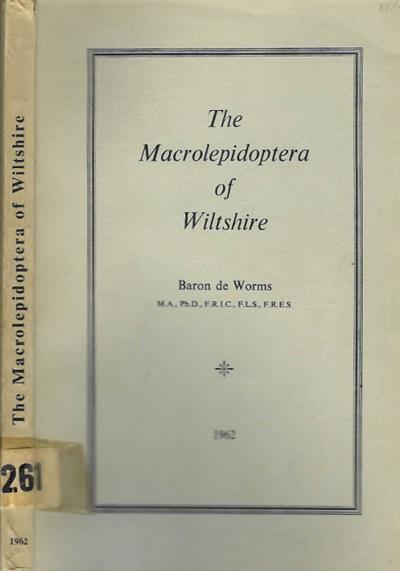 The Macrolepidoptera of Wiltshire
261
1962
The
Macrolepidoptera
of
Wiltshire
Baron de Worms
M.A., Ph.D., F.R.I.C., F.L.S., F.R.E.S.
1962